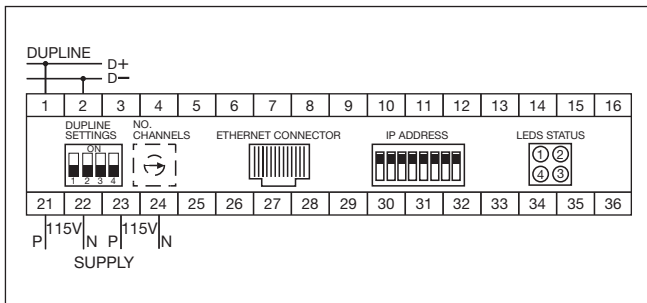 DUPLINE
D+
D−
1 2 3 4 5 6 7 8 9 10 11 12 13 14 15 16
DUPLINE SETTINGS
ON
1 2 3 4
NO. CHANNELS
ETHERNET CONNECTOR
IP ADDRESS
LEDS STATUS
1 2
4 3
21 22 23 24 25 26 27 28 29 30 31 32 33 34 35 36
P 115V N P 115V N
SUPPLY